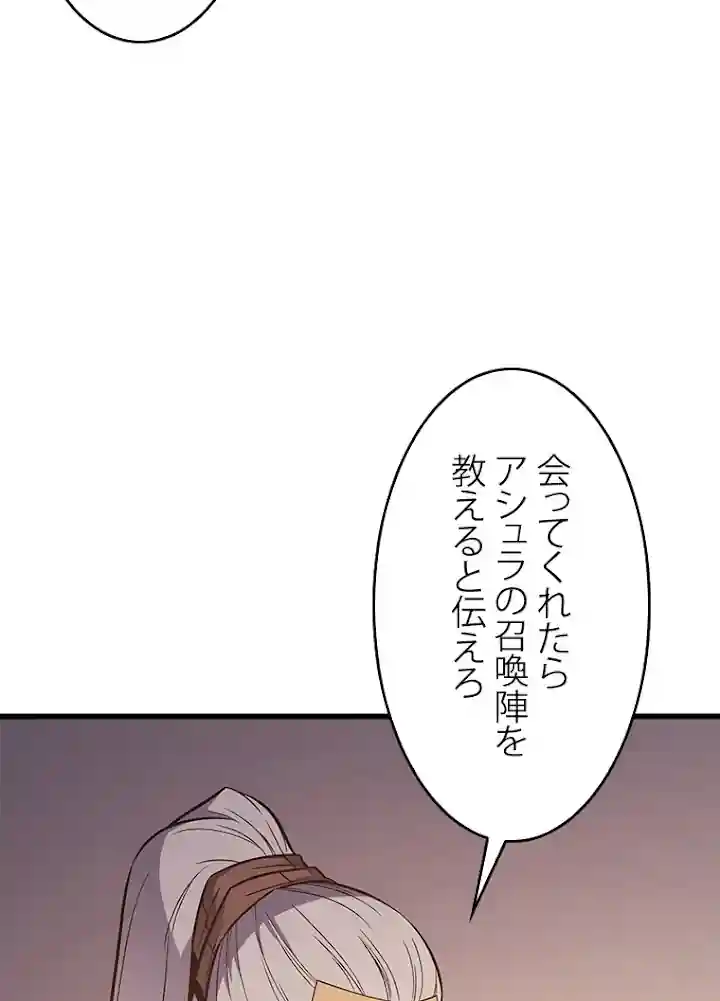 会ってくれたら
アシュラの召喚陣を
教えると伝えろ